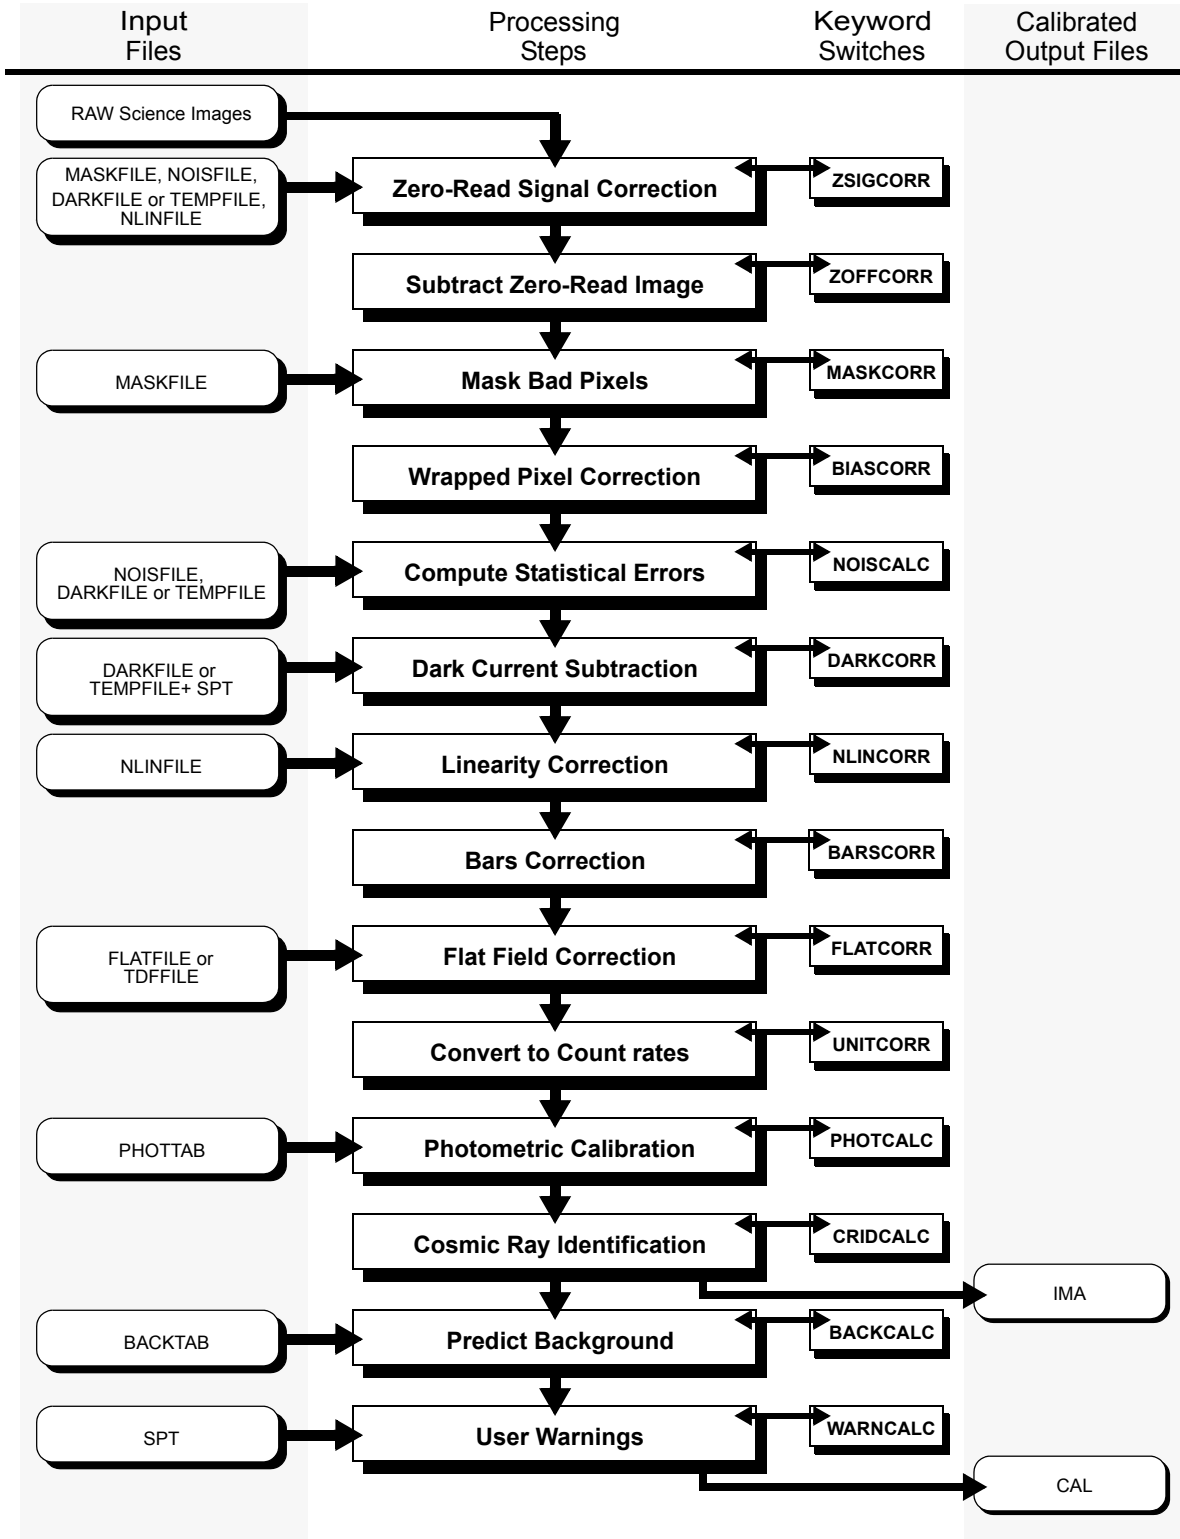 Input
Files
Processing
Steps
Keyword
Switches
Calibrated
Output Files
RAW Science Images
MASKFILE, NOISFILE,
DARKFILE or TEMPFILE,
NLINFILE
Zero-Read Signal Correction
ZSIGCORR
Subtract Zero-Read Image
ZOFFCORR
MASKFILE
Mask Bad Pixels
MASKCORR
Wrapped Pixel Correction
BIASCORR
NOISFILE,
DARKFILE or TEMPFILE
Compute Statistical Errors
NOISCALC
DARKFILE or
TEMPFILE+ SPT
Dark Current Subtraction
DARKCORR
NLINFILE
Linearity Correction
NLINCORR
Bars Correction
BARSCORR
FLATFILE or
TDFFILE
Flat Field Correction
FLATCORR
Convert to Count rates
UNITCORR
PHOTTAB
Photometric Calibration
PHOTCALC
Cosmic Ray Identification
CRIDCALC
IMA
BACKTAB
Predict Background
BACKCALC
SPT
User Warnings
WARNCALC
CAL